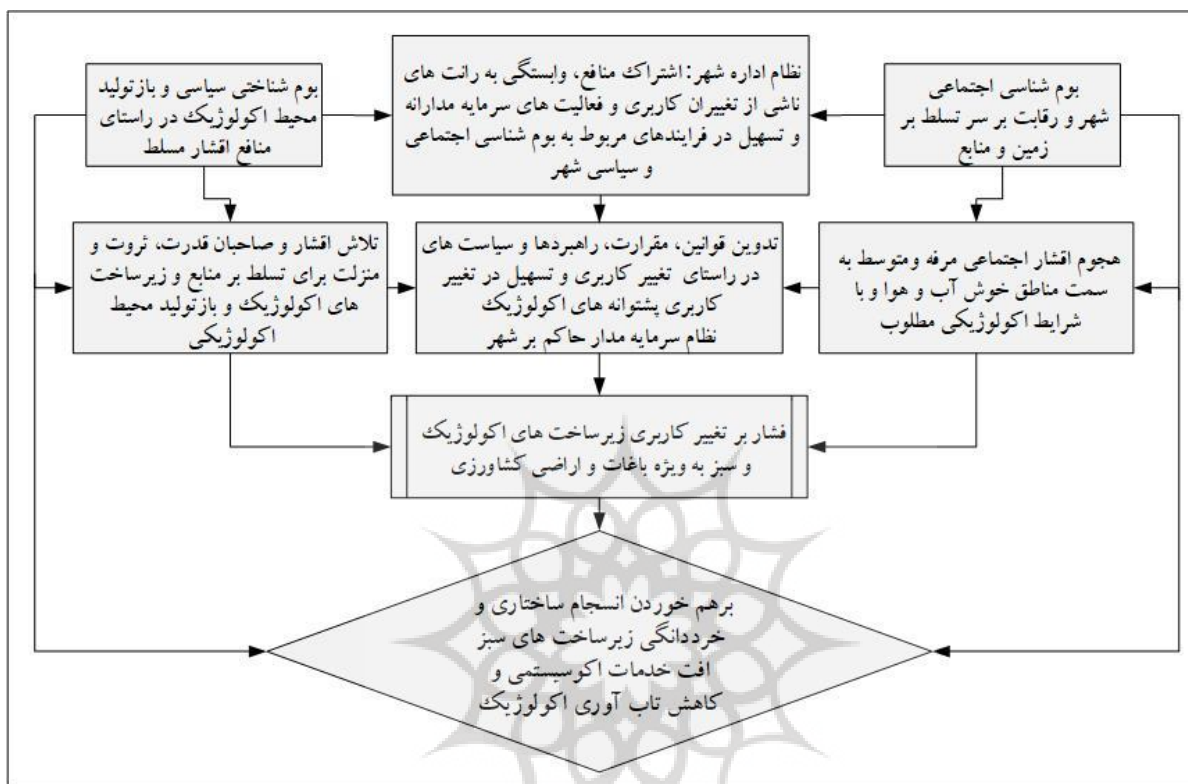 بوم شناسی اجتماعی
شهر و رقابت بر سر تسلط بر
زمین و منابع
نظام اداره شهر: اشتراک منافع، وابستگی به رانت های
ناشی از تغییران کاربری و فعالیت های سرمایه مدارانه
و تسهیل در فرایندهای مربوط به بوم شناسی اجتماعی
و سیاسی شهر
بوم شناختی سیاسی و بازتولید
محیط اکولوژیک در راستای
منافع اقشار مسلط
هجوم اقشار اجتماعی مرفه ومتوسط به
سمت مناطق خوش آب و هوا و با
شرایط اکولوژیکی مطلوب
تدوین قوانین، مقرارت، راهبردها و سیاست های
در راستای تغییر کاربری و تسهیل در تغییر
کاربری پشتوانه های اکولوژیک
نظام سرمایه مدار حاکم بر شهر
تلاش اقشار و صاحبان قدرت، ثروت و
منزلت برای تسلط بر منابع و زیرساخت
های اکولوژیک و بازتولید محیط
اکولوژیکی
فشار بر تغییر کاربری زیرساخت های اکولوژیک
و سبز به ویژه باغات و اراضی کشاورزی
برهم خوردن انسجام ساختاری و
خرددانگی زیرساخت های سبز
افت خدمات اکوسیستمی و
کاهش تاب آوری اکولوژیک